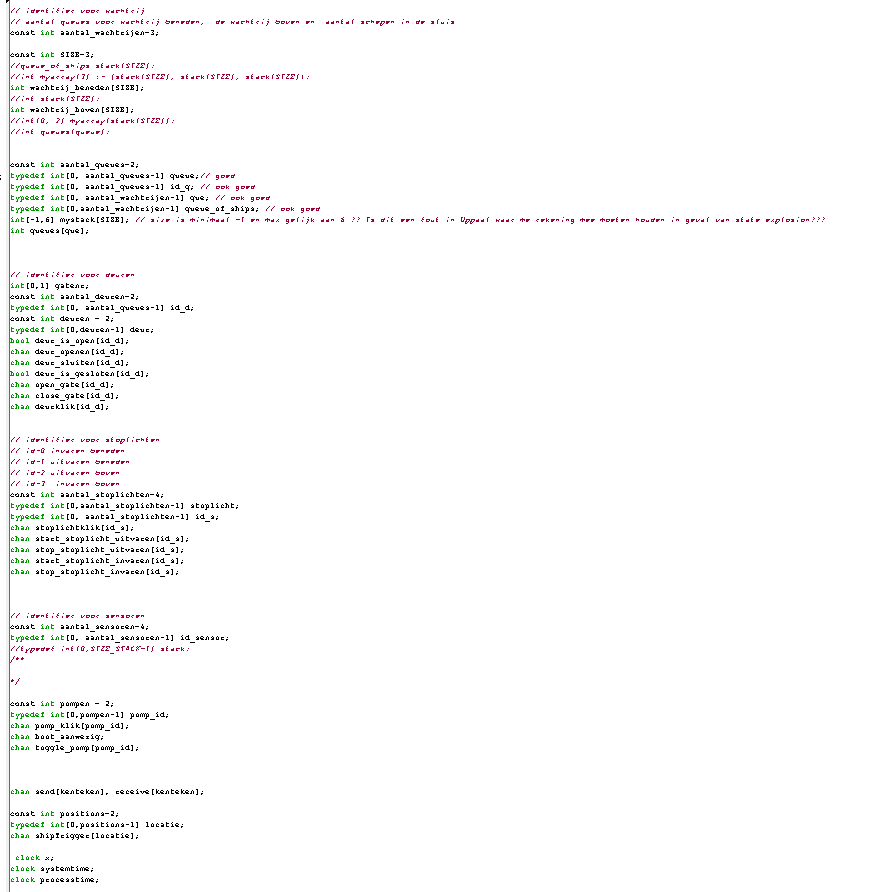 // identifier voor wachtrij
// aantal queues voor wachtrij beneden, de wachtrij boven en aantal schepen in de sluis
const int aantal_wachtrijen=3;
const int SIZE=3;
//queue_of_ships stack[SIZE];
//int myarray[3] := {stack[SIZE], stack[SIZE], stack[SIZE]};
int wachtrij_beneden[SIZE];
//int stack[SIZE];
int wachtrij_boven[SIZE];
//int[0, 2] myarray[stack[SIZE]];
//int queues[queue];
const int aantal_queues=2;
typedef int[0, aantal_queues-1] queue;// goed
typedef int[0, aantal_queues-1] id_q; // ook goed
typedef int[0, aantal_wachtrijen-1] que; // ook goed
typedef int[0,aantal_wachtrijen-1] queue_of_ships; // ook goed
int[-1,6] mystack[SIZE]; // size is minimaal -1 en max gelijk aan 6 ?? Is dit een fout in Uppaal waar we rekening mee moeten houden in geval van state explosion???
int queues[que];
// identifier voor deuren
int[0,1] gatenr;
const int aantal_deuren=2;
typedef int[0, aantal_queues-1] id_d;
const int deuren = 2;
typedef int[0,deuren-1] deur;
bool deur_is_open[id_d];
chan deur_openen[id_d];
chan deur_sluiten[id_d];
bool deur_is_gesloten[id_d];
chan open_gate[id_d];
chan close_gate[id_d];
chan deurklik[id_d];
// identifier voor stoplichten
// id=0 invaren beneden
// id=1 uitvaren beneden
// id=2 uitvaren boven
// id=3 invaren boven
const int aantal_stoplichten=4;
typedef int[0,aantal_stoplichten-1] stoplicht;
typedef int[0, aantal_stoplichten-1] id_s;
chan stoplichtklik[id_s];
chan start_stoplicht_uitvaren[id_s];
chan stop_stoplicht_uitvaren[id_s];
chan start_stoplicht_invaren[id_s];
chan stop_stoplicht_invaren[id_s];
// identifier voor sensoren
const int aantal_sensoren=4;
typedef int[0, aantal_sensoren-1] id_sensor;
//typedef int[0,SIZE_STACK-1] stack;
/**
*/
const int pompen = 2;
typedef int[0,pompen-1] pomp_id;
chan pomp_klik[pomp_id];
chan boot_aanwezig;
chan toggle_pomp[pomp_id];
chan send[kenteken], receive[kenteken];
const int positions=2;
typedef int[0,positions-1] locatie;
chan shiptrigger[locatie];
clock x;
clock systemtime;
clock processtime;